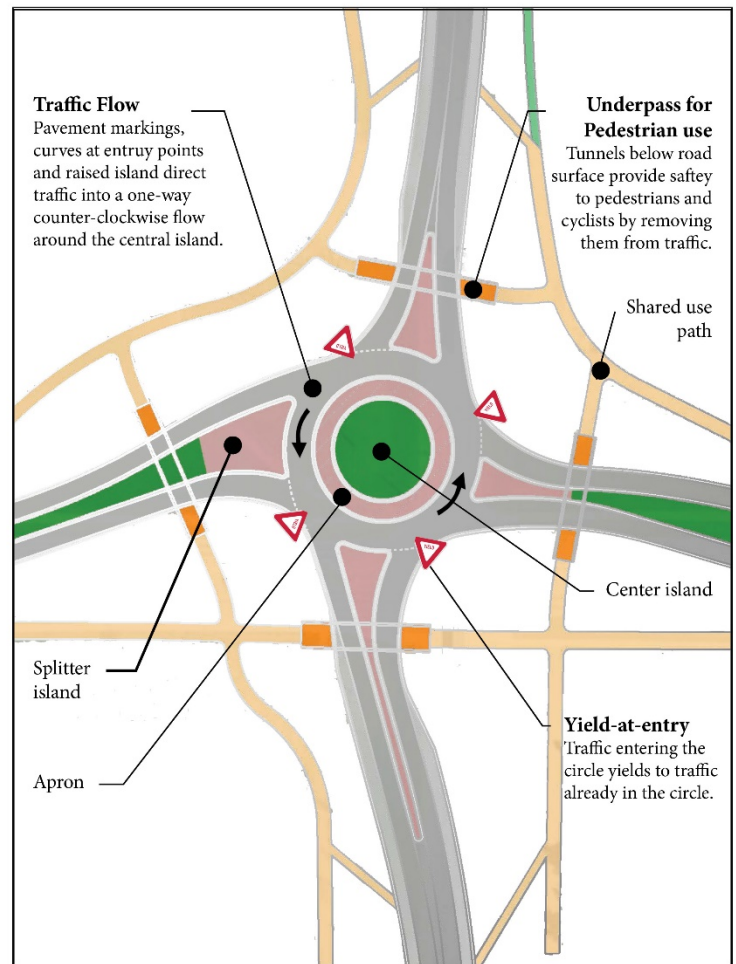 Traffic Flow
Pavement markings,
curves at entruy points
and raised island direct
traffic into a one-way
counter-clockwise flow
around the central island.
Underpass for
Pedestrian use
Tunnels below road
surface provide saftey
to pedestrians and
cyclists by removing
them from traffic.
Shared use
path
Center island
Splitter
island
Apron
Yield-at-entry
Traffic entering the
circle yields to traffic
already in the circle.